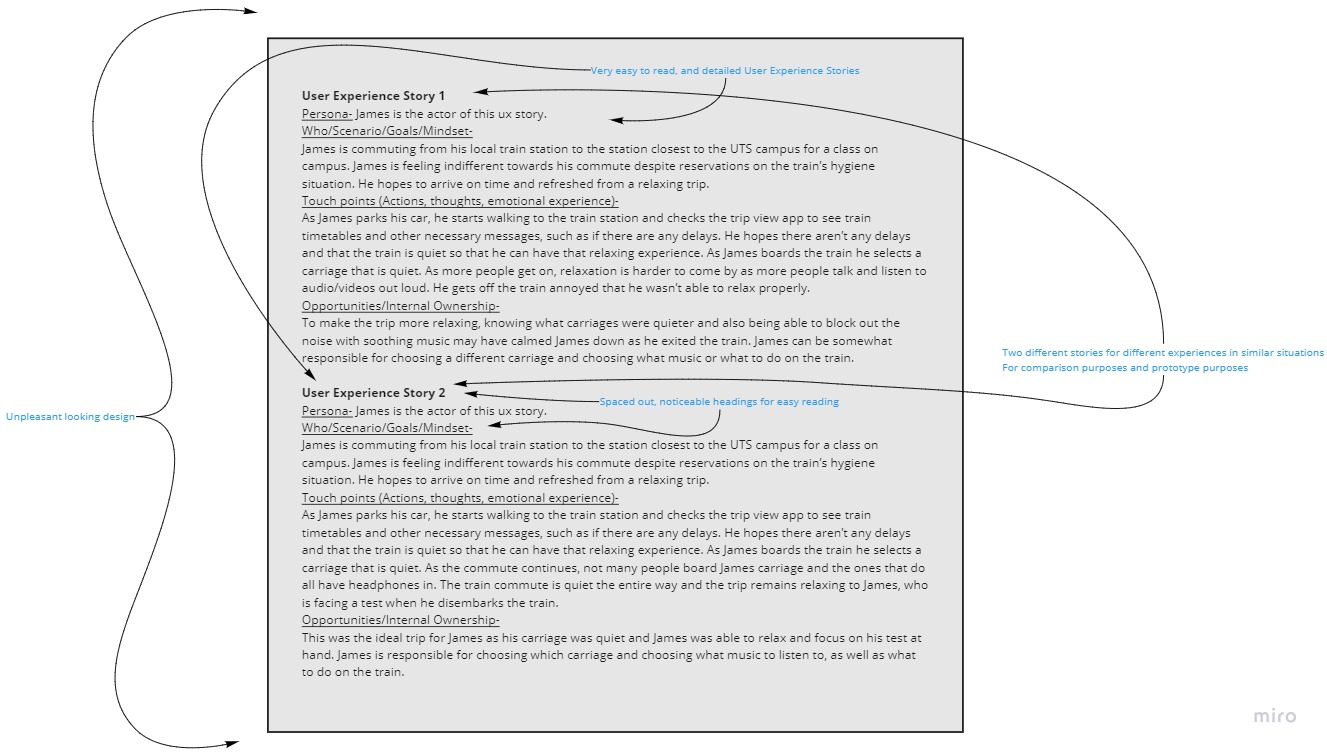 Very easy to read, and detailed User Experience Stories
User Experience Story 1
Persona- James is the actor of this ux story.
Who/Scenario/Goals/Mindset-
James is commuting from his local train station to the station closest to the UTS campus for a class on
campus. James is feeling indifferent towards his commute despite reservations on the train's hygiene
situation. He hopes to arrive on time and refreshed from a relaxing trip.
Touch points (Actions, thoughts, emotional experience)-
As James parks his car, he starts walking to the train station and checks the trip view app to see train
timetables and other necessary messages, such as if there are any delays. He hopes there aren't any delays
and that the train is quiet so that he can have that relaxing experience. As James boards the train he selects a
carriage that is quiet. As more people get on, relaxation is harder to come by as more people talk and listen to
audio/videos out loud. He gets off the train annoyed that he wasn't able to relax properly.
Opportunities/Internal Ownership-
To make the trip more relaxing, knowing what carriages were quieter and also being able to block out the
noise with soothing music may have calmed James down as he exited the train. James can be somewhat
responsible for choosing a different carriage and choosing what music or what to do on the train.
Two different stories for different experiences in similar situations
For comparison purposes and prototype purposes
User Experience Story 2
Spaced out, noticeable headings for easy reading
Persona- James is the actor of this ux story.
Unpleasant looking design
Who/Scenario/Goals/Mindset-
James is commuting from his local train station to the station closest to the UTS campus for a class on
campus. James is feeling indifferent towards his commute despite reservations on the train's hygiene
situation. He hopes to arrive on time and refreshed from a relaxing trip.
Touch points (Actions, thoughts, emotional experience)-
As James parks his car, he starts walking to the train station and checks the trip view app to see train
timetables and other necessary messages, such as if there are any delays. He hopes there aren't any delays
and that the train is quiet so that he can have that relaxing experience. As James boards the train he selects a
carriage that is quiet. As the commute continues, not many people board James carriage and the ones that do
all have headphones in. The train commute is quiet the entire way and the trip remains relaxing to James, who
is facing a test when he disembarks the train.
Opportunities/Internal Ownership-
This was the ideal trip for James as his carriage was quiet and James was able to relax and focus on his test at
hand. James is responsible for choosing which carriage and choosing what music to listen to, as well as what
to do on the train.
miro